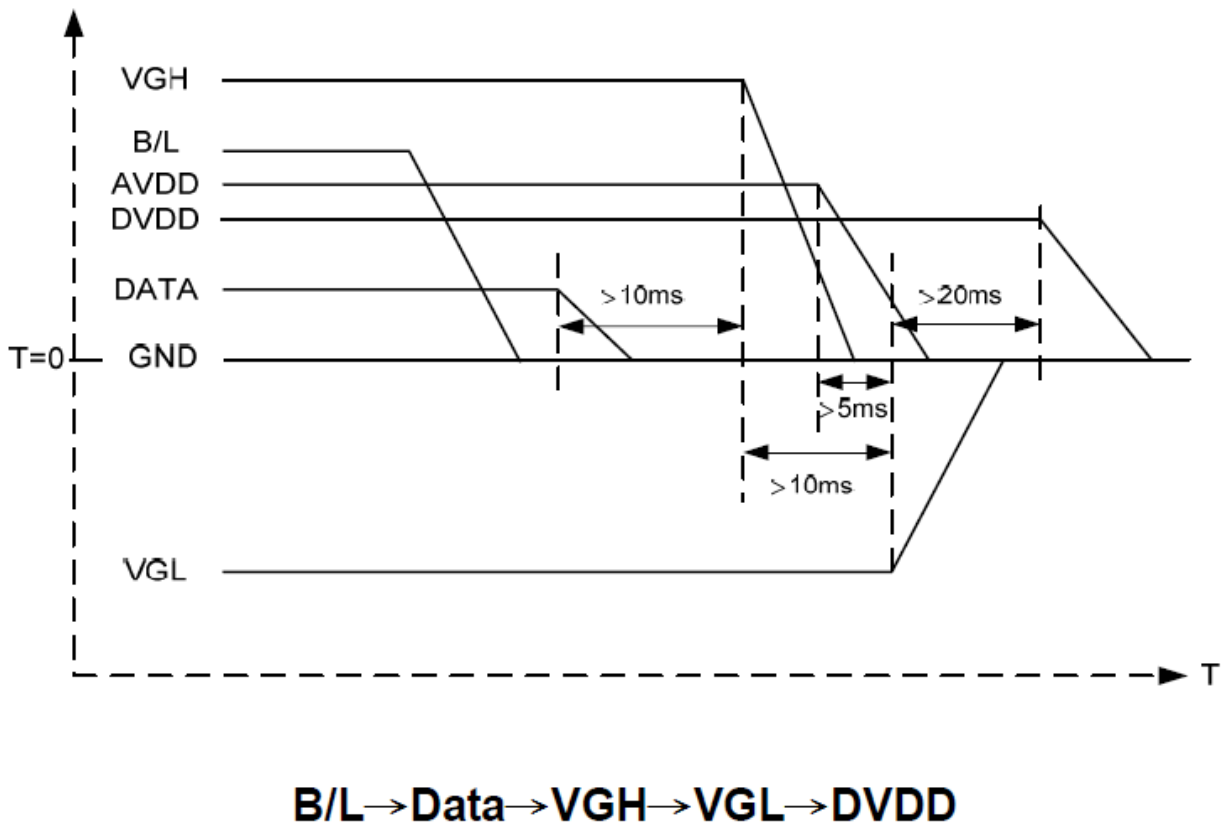 VGH
B/L
AVDD
DVDD
DATA
>10ms
>20ms
T=0
GND
>5ms
>10ms
VGL
T
B/L→Data→VGH→VGL→DVDD